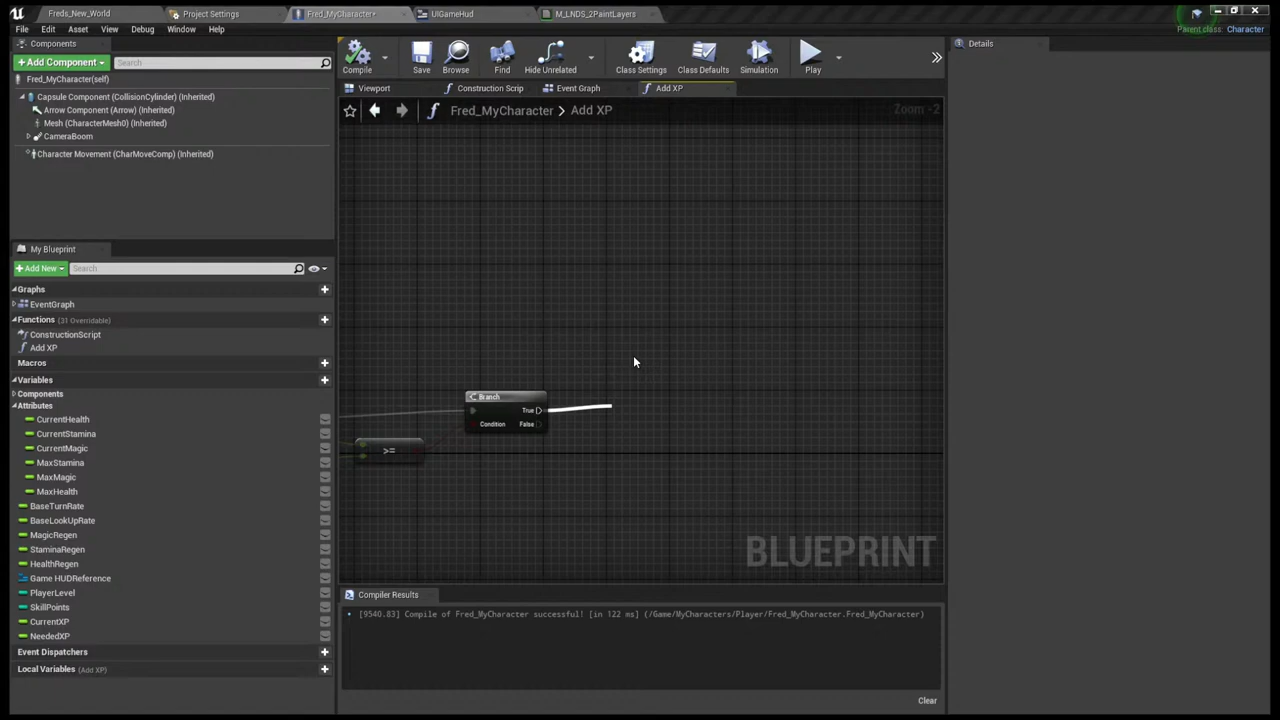 Freds_New_World
Project Settings
Fred_MyCharacter*
UIGameHud
M_LNDS_2PaintLayers
File Edit Asset View Debug Window Help
Parent class: Character
Components
+ Add Component
Search
Fred_MyCharacter(self)
Capsule Component (CollisionCylinder) (Inherited)
Arrow Component (Arrow) (Inherited)
Mesh (CharacterMesh0) (Inherited)
CameraBoom
Character Movement (CharMoveComp) (Inherited)
My Blueprint
+ Add New
Search
Graphs
EventGraph
Functions (31 Overridable)
ConstructionScript
Add XP
Macros
Variables
Components
Attributes
CurrentHealth
CurrentStamina
CurrentMagic
MaxStamina
MaxMagic
MaxHealth
BaseTurnRate
BaseLookUpRate
MagicRegen
StaminaRegen
HealthRegen
Game HUDReference
PlayerLevel
SkillPoints
CurrentXP
NeededXP
Event Dispatchers
Local Variables (Add XP)
Compile
Save
Browse
Find
Hide Unrelated
Class Settings
Class Defaults
Simulation
Play
Viewport
Construction Scrip
Event Graph
Add XP
Fred_MyCharacter > Add XP
Zoom -2
Branch
True
Condition
False
>=
BLUEPRINT
Compiler Results
[9540.83] Compile of Fred_MyCharacter successful! [in 122 ms] (/Game/MyCharacters/Player/Fred_MyCharacter.Fred_MyCharacter)
Clear
Details